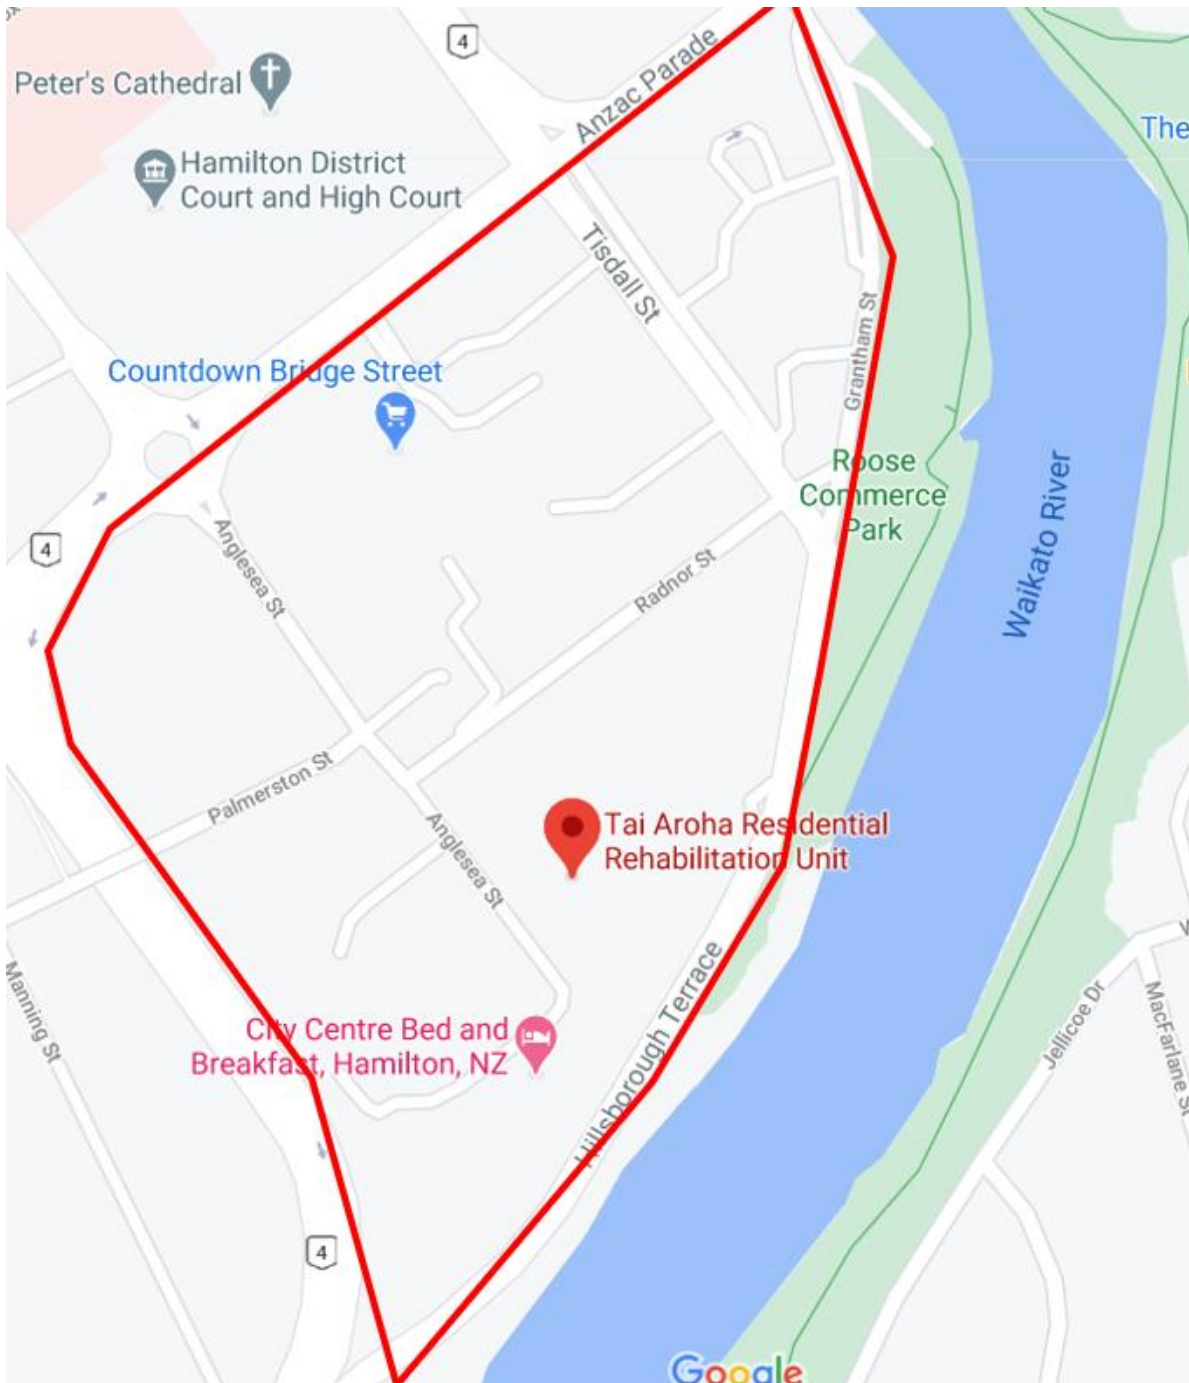 4
Anzac Parade
Peter's Cathedral
The
Hamilton District
Court and High Court
Tisdall St
Countdown Bridge Street
Grantham St
Roose
Commerce
Park
Waikato River
4
Anglesea St
Radnor St
Palmerston St
Tai Aroha Residential
Rehabilitation Unit
Anglesea St
Hillsborough Terrace
Manning St
City Centre Bed and
Breakfast, Hamilton, NZ
Jellicoe Dr
MacFarlane St
4
Google